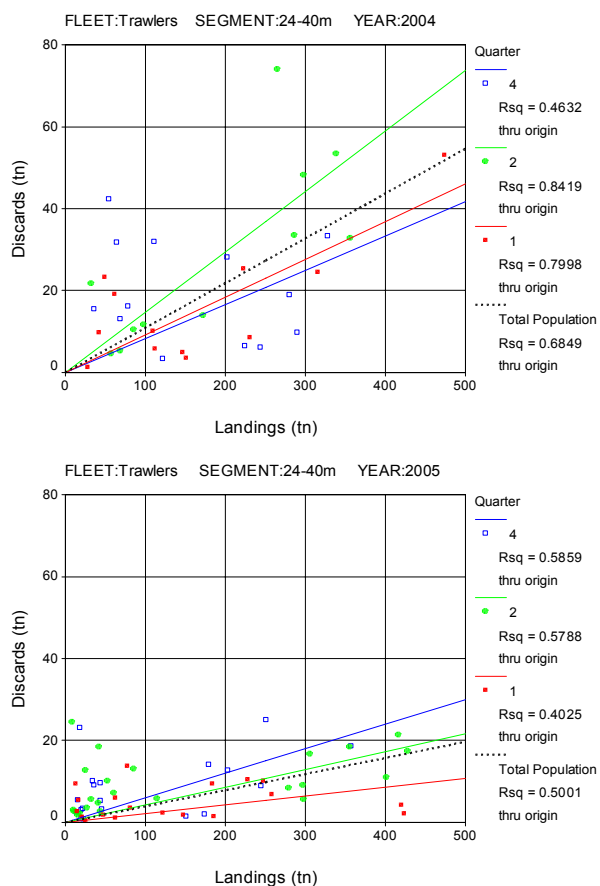 FLEET:Trawlers SEGMENT:24-40m YEAR:2004
80
60
40
20
0
Discards (tn)
0 100 200 300 400 500
Landings (tn)
Quarter
4
Rsq = 0.4632
thru origin
2
Rsq = 0.8419
thru origin
1
Rsq = 0.7998
thru origin
Total Population
Rsq = 0.6849
thru origin
FLEET:Trawlers SEGMENT:24-40m YEAR:2005
80
60
40
20
0
Discards (tn)
0 100 200 300 400 500
Landings (tn)
Quarter
4
Rsq = 0.5859
thru origin
2
Rsq = 0.5788
thru origin
1
Rsq = 0.4025
thru origin
Total Population
Rsq = 0.5001
thru origin